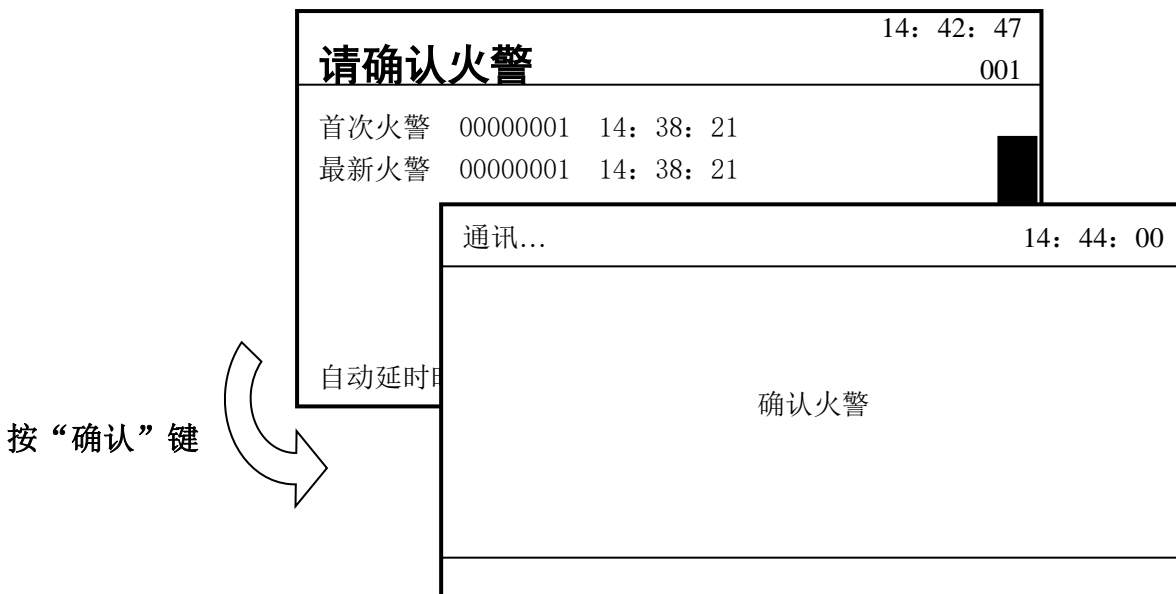 14：42：47
请确认火警
001
首次火警 00000001 14：38：21
最新火警 00000001 14：38：21
通讯... 14：44：00
自动延时
确认火警
按“确认”键